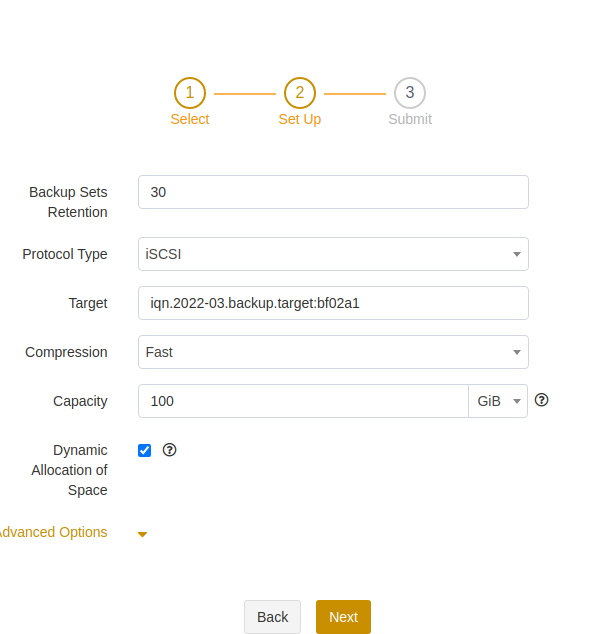 1
2
3
Select
Set Up
Submit
Backup Sets
Retention
30
Protocol Type
iSCSI
Target
iqn.2022-03.backup.target:bf02a1
Compression
Fast
Capacity
100
GiB
?
Dynamic
Allocation of
Space
?
Advanced Options
Back
Next